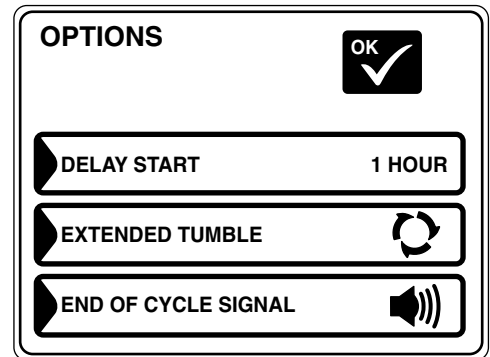 OPTIONS
OK
DELAY START 1 HOUR
EXTENDED TUMBLE
END OF CYCLE SIGNAL